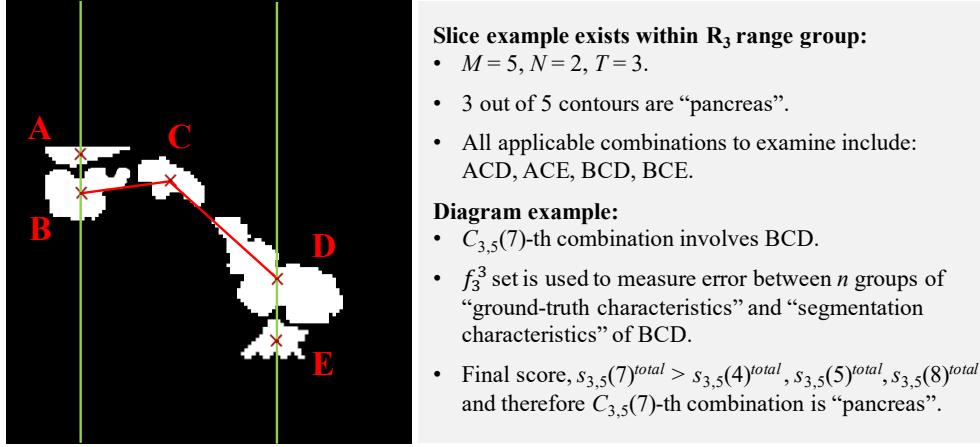 A
B
C
D
E
Slice example exists within R₃ range group:
• M = 5, N = 2, T = 3.
• 3 out of 5 contours are “pancreas”.
• All applicable combinations to examine include:
ACD, ACE, BCD, BCE.
Diagram example:
• C₃,₅(7)-th combination involves BCD.
• f₃³ set is used to measure error between n groups of
“ground-truth characteristics” and “segmentation
characteristics” of BCD.
• Final score, s₃,₅(7)ᵗᵒᵗᵃˡ > s₃,₅(4)ᵗᵒᵗᵃˡ, s₃,₅(5)ᵗᵒᵗᵃˡ, s₃,₅(8)ᵗᵒᵗᵃˡ
and therefore C₃,₅(7)-th combination is “pancreas”.